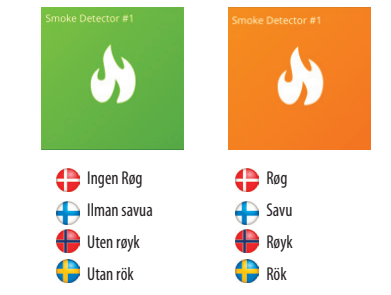 Smoke Detector #1
Smoke Detector #1
Ingen Røg
Ilman savua
Uten røyk
Utan rök
Røg
Savu
Røyk
Rök